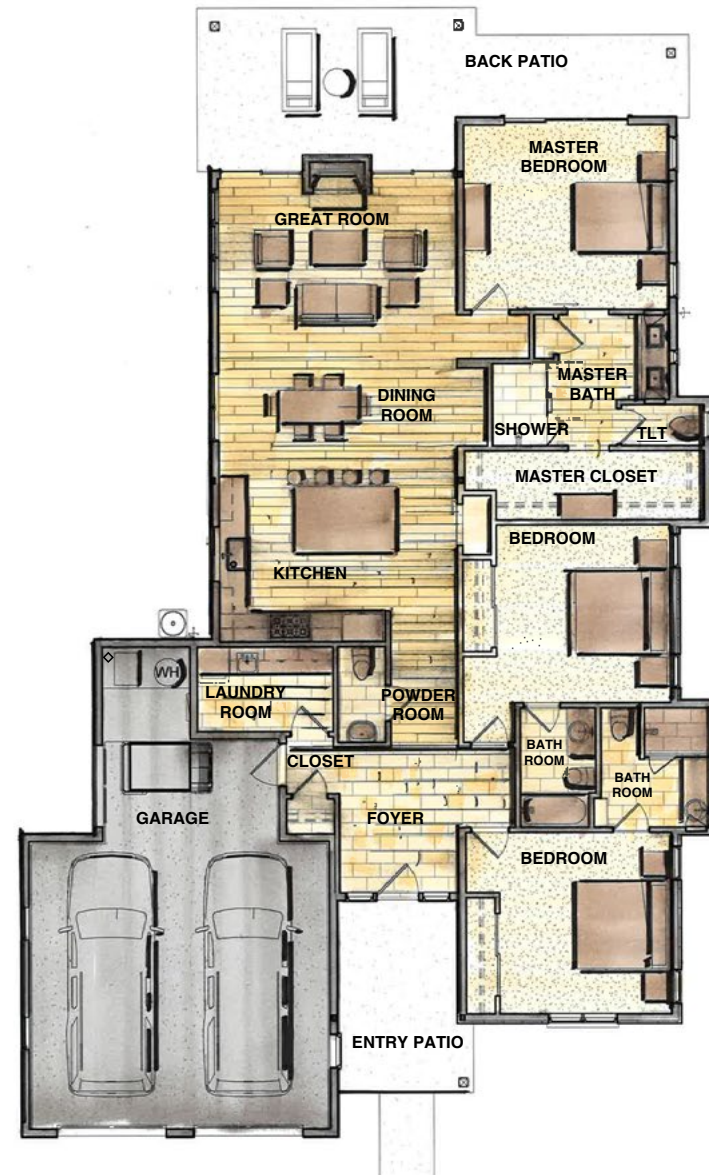 BACK PATIO
MASTER
BEDROOM
GREAT ROOM
MASTER
BATH
DINING
ROOM
SHOWER
TLT
MASTER CLOSET
BEDROOM
KITCHEN
WH
LAUNDRY
ROOM
POWDER
ROOM
BATH
ROOM
CLOSET
BATH
ROOM
GARAGE
FOYER
BEDROOM
ENTRY PATIO